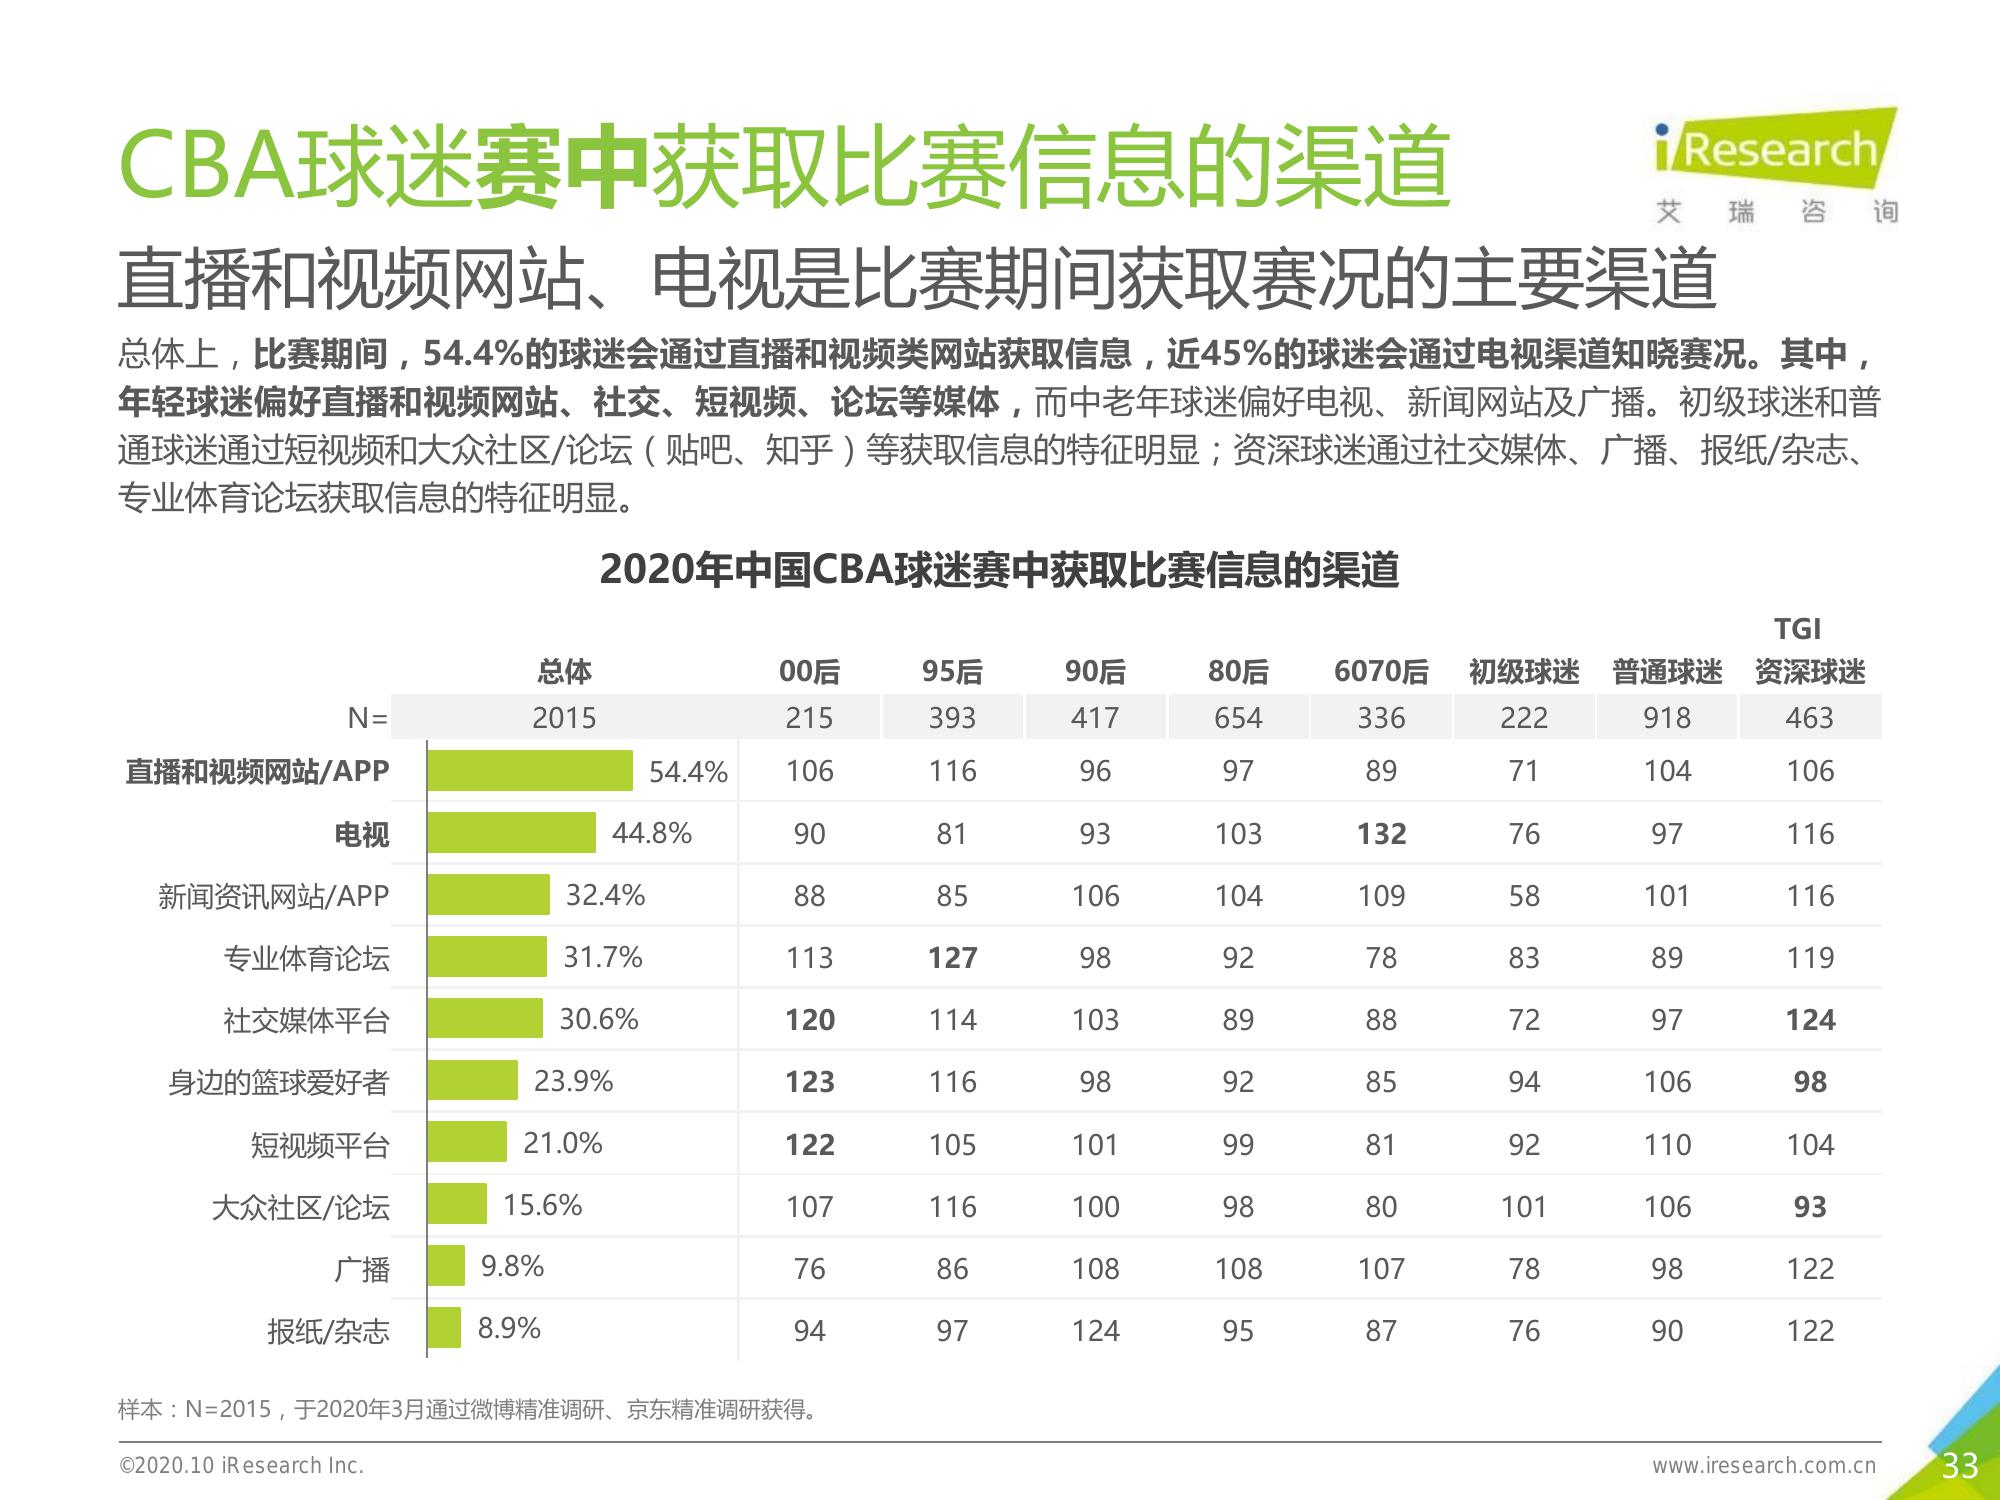 CBA球迷赛中获取比赛信息的渠道
iResearch
艾瑞咨询
直播和视频网站、电视是比赛期间获取赛况的主要渠道
总体上，比赛期间，54.4%的球迷会通过直播和视频类网站获取信息，近45%的球迷会通过电视渠道知晓赛况。其中，
年轻球迷偏好直播和视频网站、社交、短视频、论坛等媒体，而中老年球迷偏好电视、新闻网站及广播。初级球迷和普
通球迷通过短视频和大众社区/论坛（贴吧、知乎）等获取信息的特征明显；资深球迷通过社交媒体、广播、报纸/杂志、
专业体育论坛获取信息的特征明显。
2020年中国CBA球迷赛中获取比赛信息的渠道
TGI
总体 00后 95后 90后 80后 6070后 初级球迷 普通球迷 资深球迷
N= 2015 215 393 417 654 336 222 918 463
直播和视频网站/APP 54.4% 106 116 96 97 89 71 104 106
电视 44.8% 90 81 93 103 132 76 97 116
新闻资讯网站/APP 32.4% 88 85 106 104 109 58 101 116
专业体育论坛 31.7% 113 127 98 92 78 83 89 119
社交媒体平台 30.6% 120 114 103 89 88 72 97 124
身边的篮球爱好者 23.9% 123 116 98 92 85 94 106 98
短视频平台 21.0% 122 105 101 99 81 92 110 104
大众社区/论坛 15.6% 107 116 100 98 80 101 106 93
广播 9.8% 76 86 108 108 107 78 98 122
报纸/杂志 8.9% 94 97 124 95 87 76 90 122
样本：N=2015，于2020年3月通过微博精准调研、京东精准调研获得。
©2020.10 iResearch Inc.
www.iresearch.com.cn
33